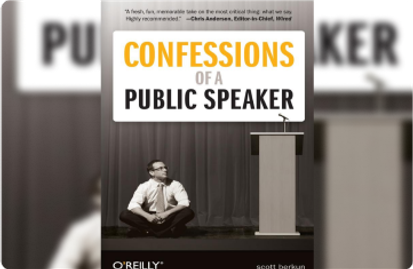 "A fresh, fun, memorable take on the most critical thing: what we say.
Highly recommended." —Chris Anderson, Editor-in-Chief, Wired
CONFESSIONS
OF A
PUBLIC SPEAKER
O'REILLY®
scott berkun